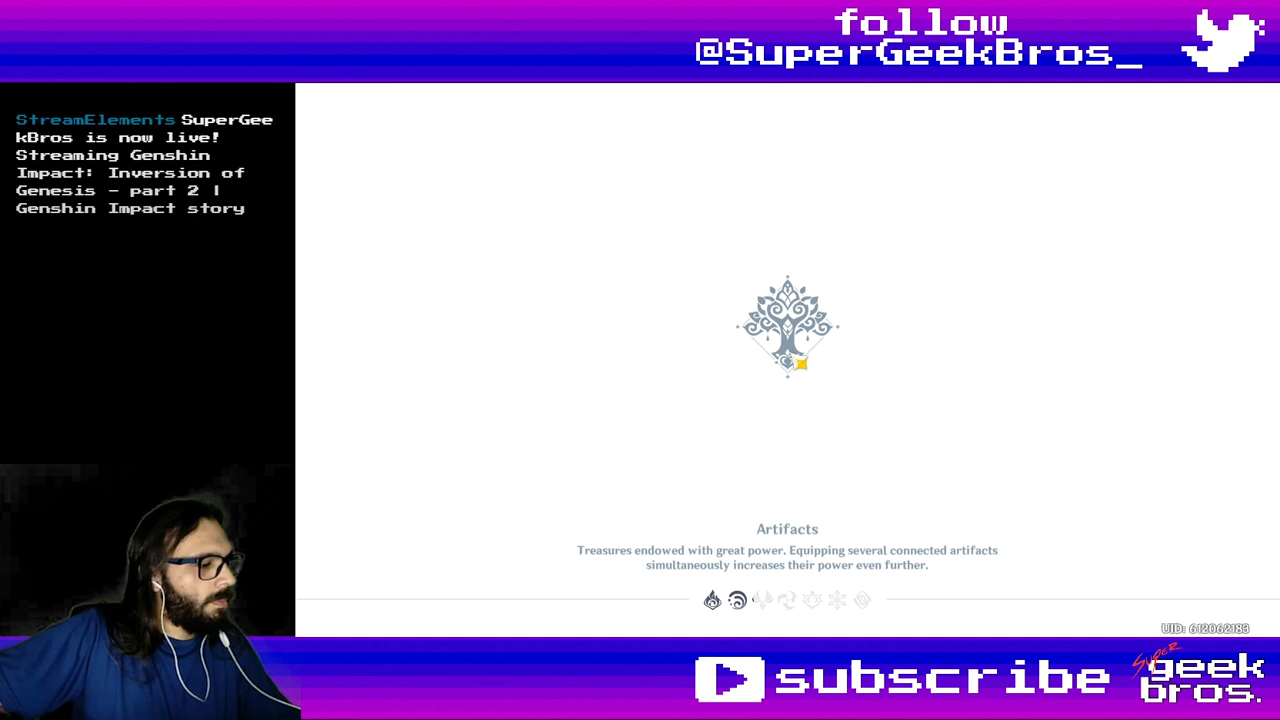 follow
@SuperGeekBros_
StreamElements SuperGee
kBros is now live!
Streaming Genshin
Impact: Inversion of
Genesis - part 2 |
Genshin Impact story
Artifacts
Treasures endowed with great power. Equipping several connected artifacts
simultaneously increases their power even further.
UID: 612062183
subscribe
SUPER
geek
bros.